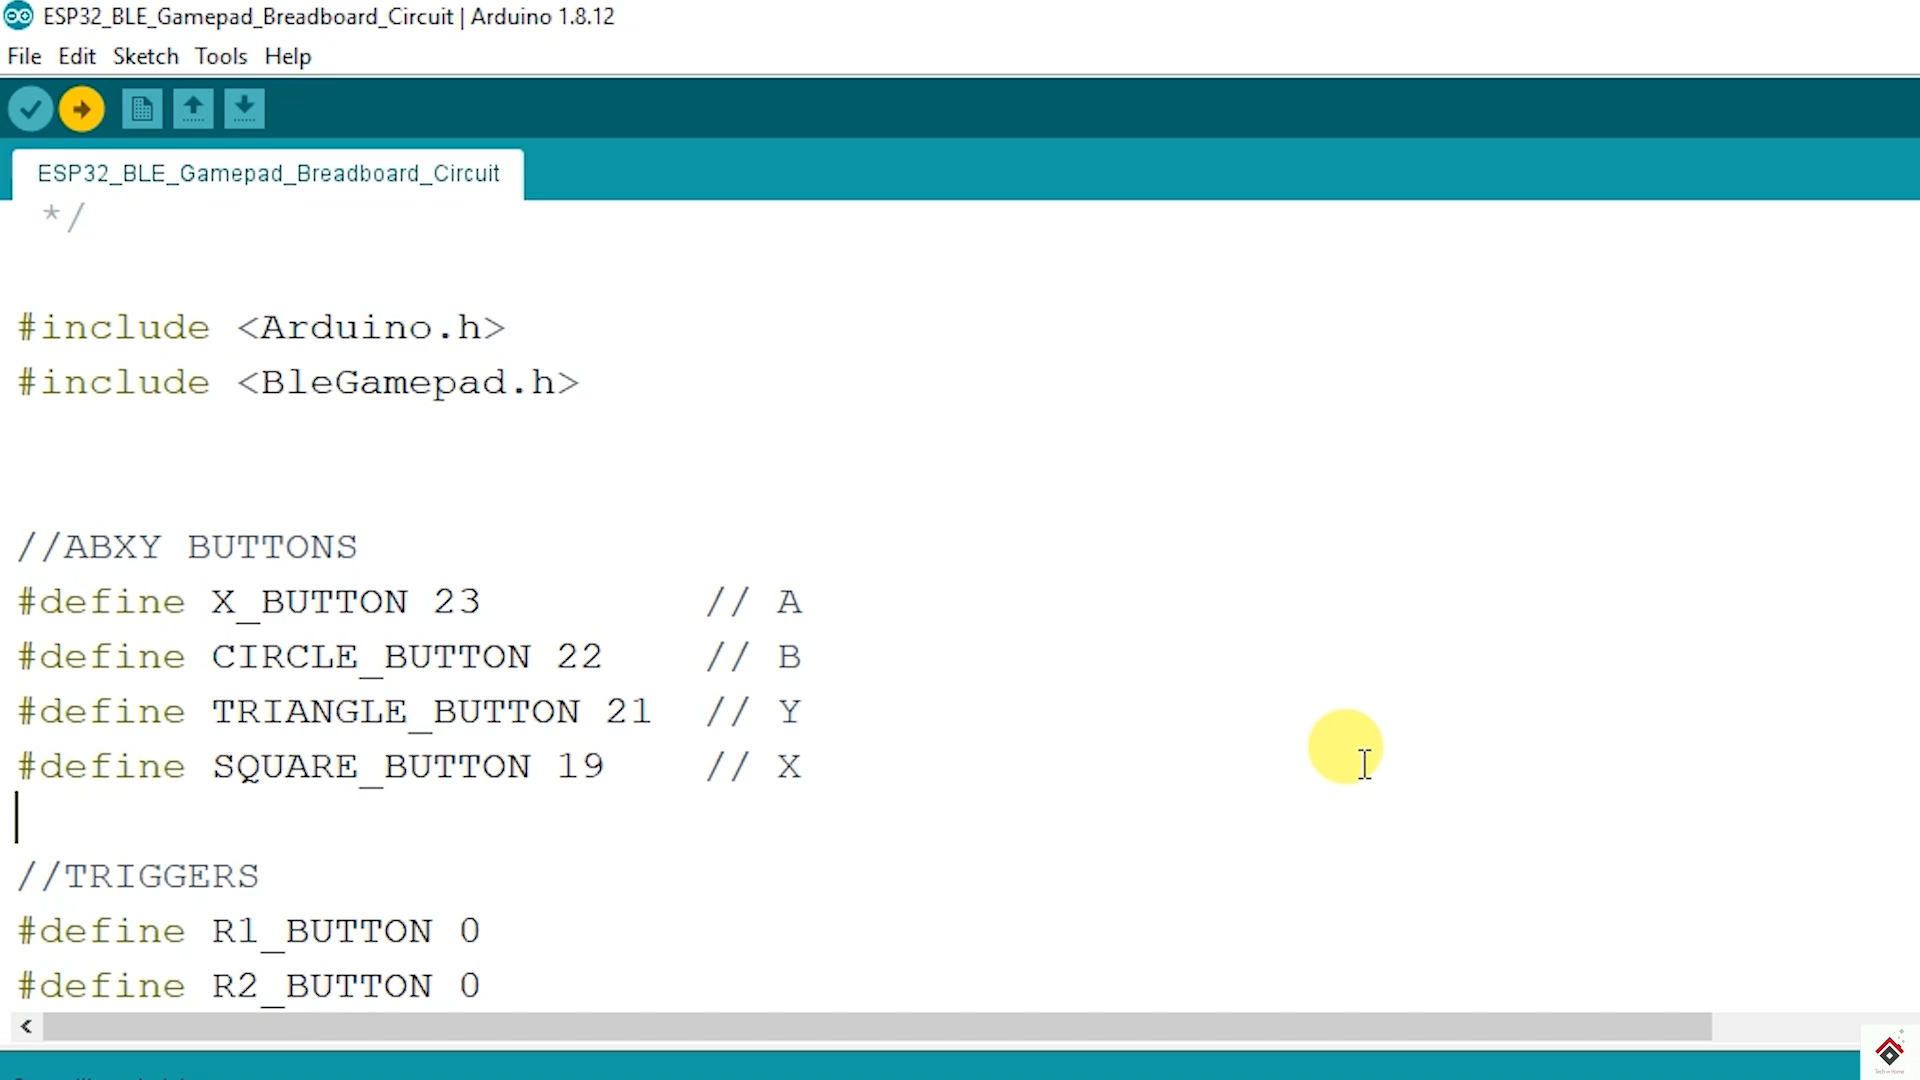 ESP32_BLE_Gamepad_Breadboard_Circuit | Arduino 1.8.12
File Edit Sketch Tools Help
ESP32_BLE_Gamepad_Breadboard_Circuit
*/
#include <Arduino.h>
#include <BleGamepad.h>
//ABXY BUTTONS
#define X_BUTTON 23 // A
#define CIRCLE_BUTTON 22 // B
#define TRIANGLE_BUTTON 21 // Y
#define SQUARE_BUTTON 19 // X
//TRIGGERS
#define R1_BUTTON 0
#define R2_BUTTON 0